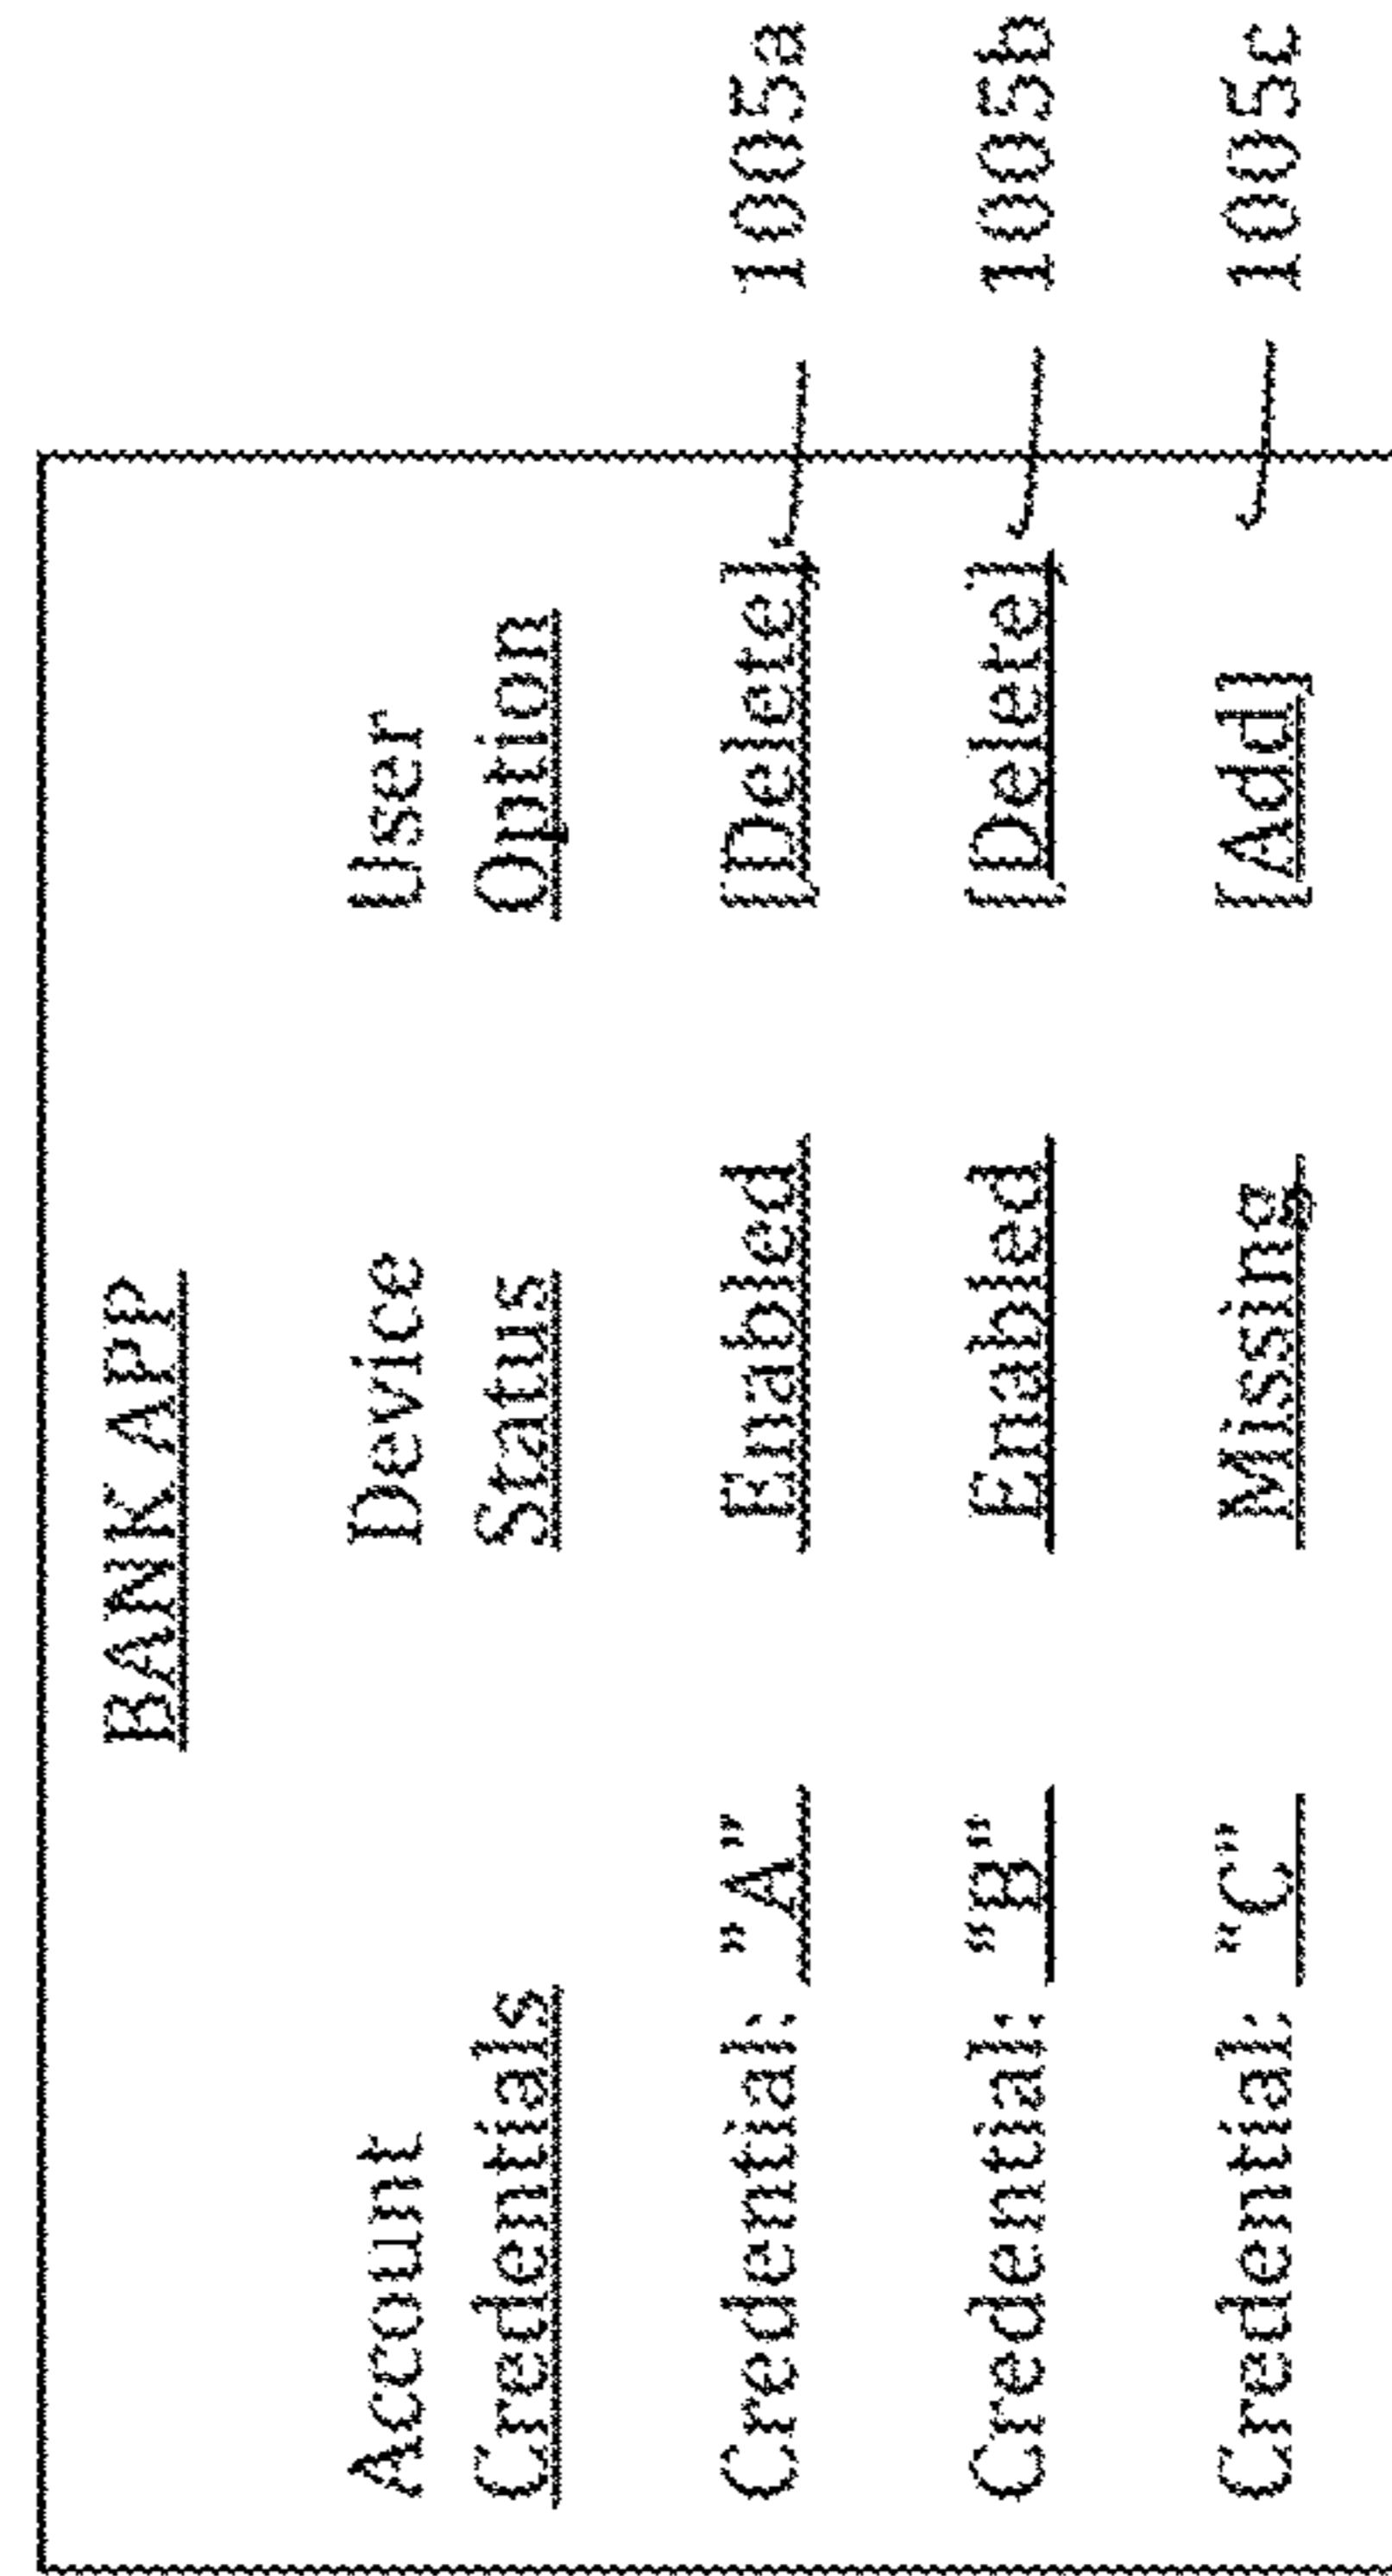 BANK APP
Account Device User
Credentials Status Option
Credential: "A" Enabled [Delete] 1005a
Credential: "B" Enabled [Delete] 1005b
Credential: "C" Missing [Add] 1005c